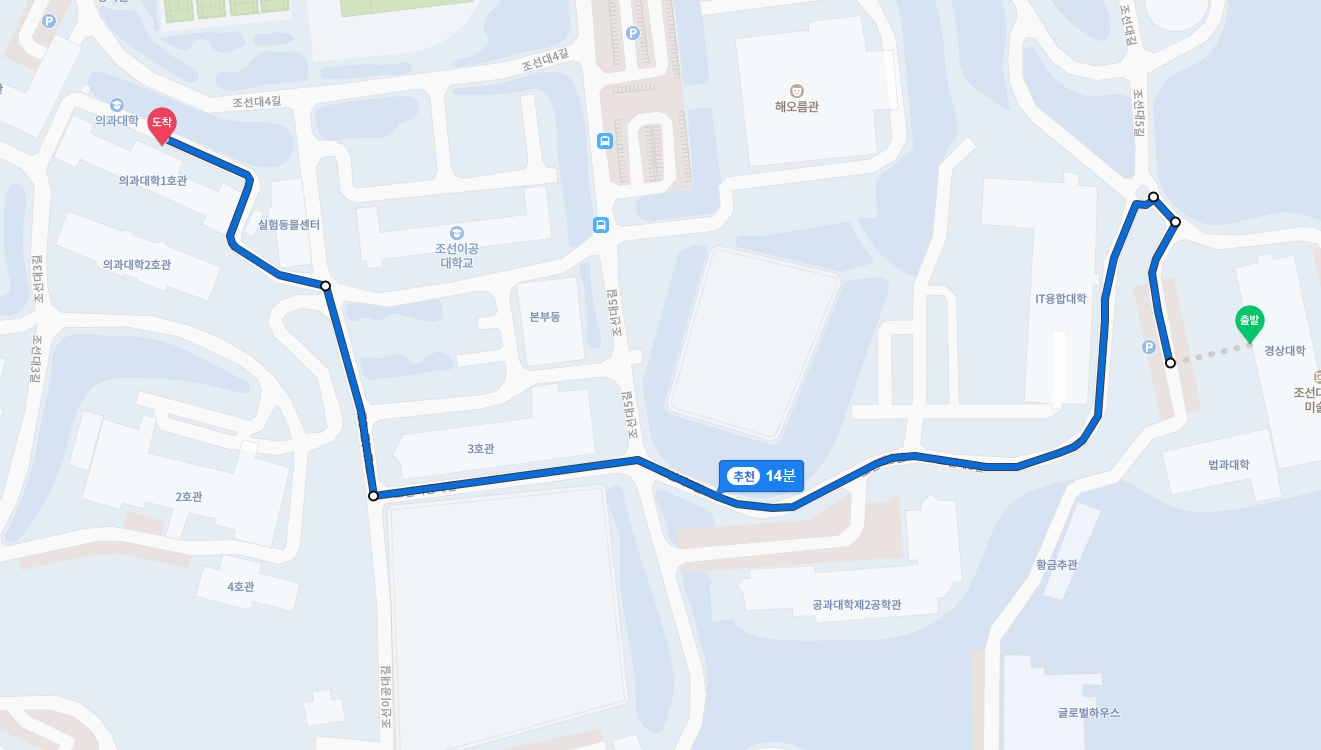 P
조선대4길
P
조선대길
조선대4길
해오름관
조선대5길
의과대학
도착
의과대학1호관
실험동물센터
조선이공
대학교
의과대학2호관
조선대3길
본부동
조선대5길
IT융합대학
출발
P
경상대학
조선대3길
조선대5길
3호관
법과대학
추천 14분
2호관
4호관
황금추관
공과대학제2공학관
조선이공대길
글로벌하우스